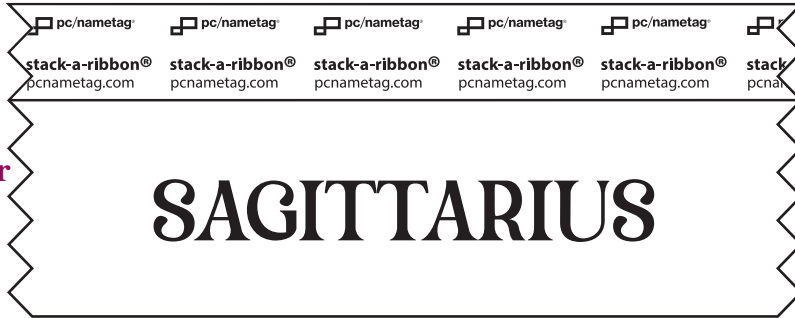 pc/nametag® pc/nametag® pc/nametag® pc/nametag® pc/nametag®
stack-a-ribbon® stack-a-ribbon® stack-a-ribbon® stack-a-ribbon® stack-a-ribbon® stack
pcnametag.com pcnametag.com pcnametag.com pcnametag.com pcnametag.com
r
SAGITTARIUS